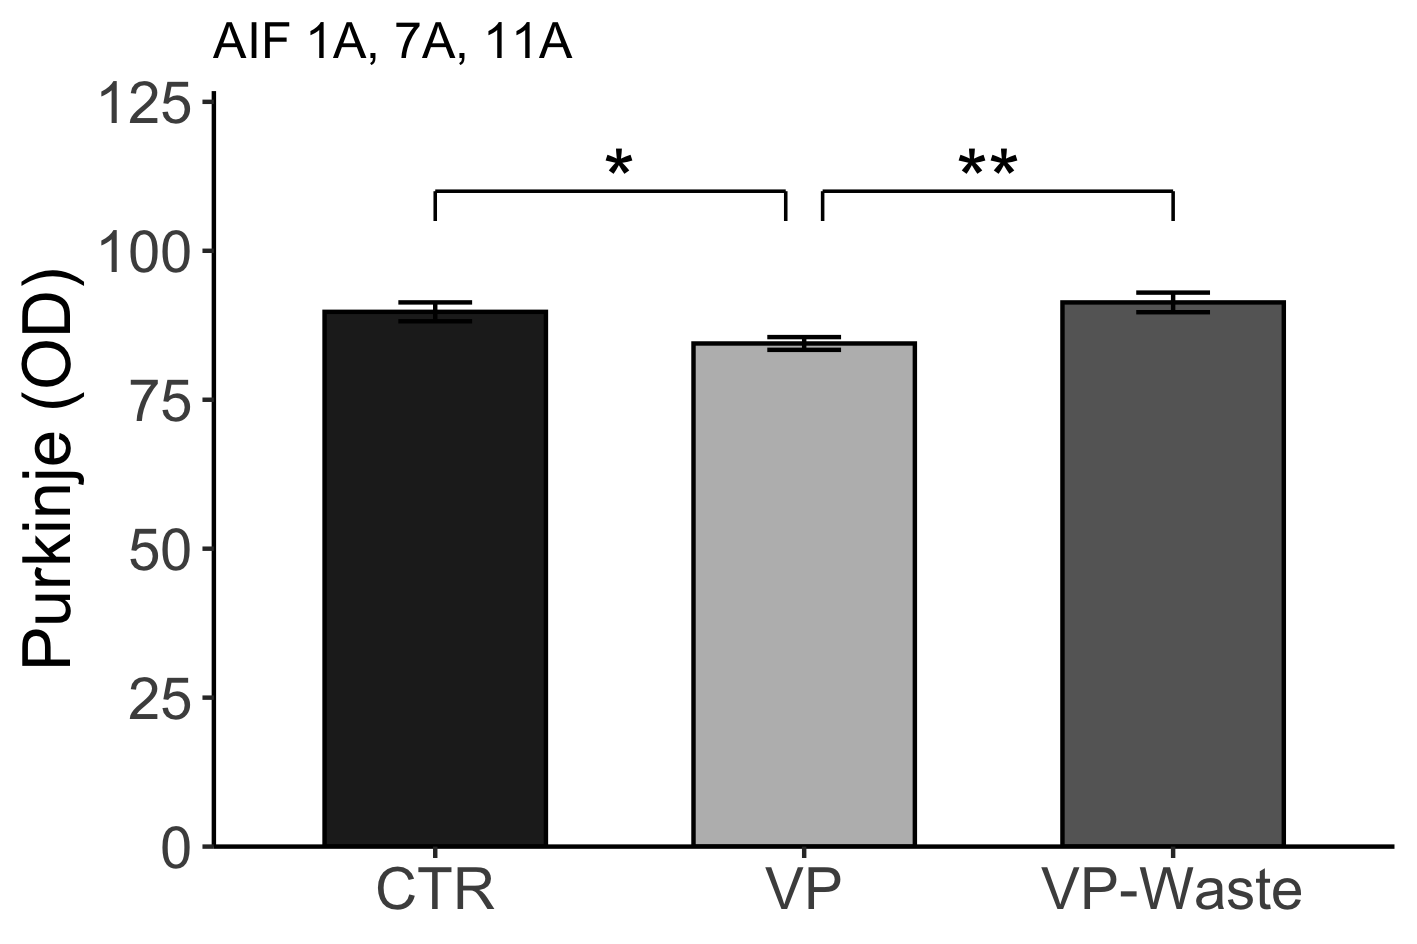 AIF 1A, 7A, 11A
125
100
75
50
25
0
Purkinje (OD)
*
**
CTR
VP
VP-Waste